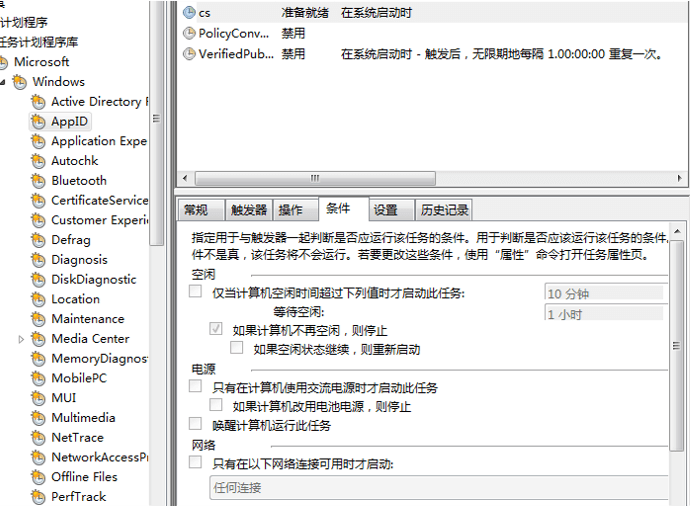 计划程序
任务计划程序库
Microsoft
Windows
Active Directory F
AppID
Application Expe
Autochk
Bluetooth
CertificateService
Customer Experie
Defrag
Diagnosis
DiskDiagnostic
Location
Maintenance
Media Center
MemoryDiagnos
MobilePC
MUI
Multimedia
NetTrace
NetworkAccessPr
Offline Files
PerfTrack
cs 准备就绪 在系统启动时
PolicyConv... 禁用
VerifiedPub... 禁用 在系统启动时 - 触发后，无限期地每隔 1.00:00:00 重复一次。
常规 触发器 操作 条件 设置 历史记录
指定用于与触发器一起判断是否应运行该任务的条件。用于判断是否应该运行该任务的条件。
件不是真，该任务将不会运行。若要更改这些条件，使用“属性”命令打开任务属性页。
空闲
仅当计算机空闲时间超过下列值时才启动此任务: 10 分钟
等待空闲: 1 小时
如果计算机不再空闲，则停止
如果空闲状态继续，则重新启动
电源
只有在计算机使用交流电源时才启动此任务
如果计算机改用电池电源，则停止
唤醒计算机运行此任务
网络
只有在以下网络连接可用时才启动:
任何连接